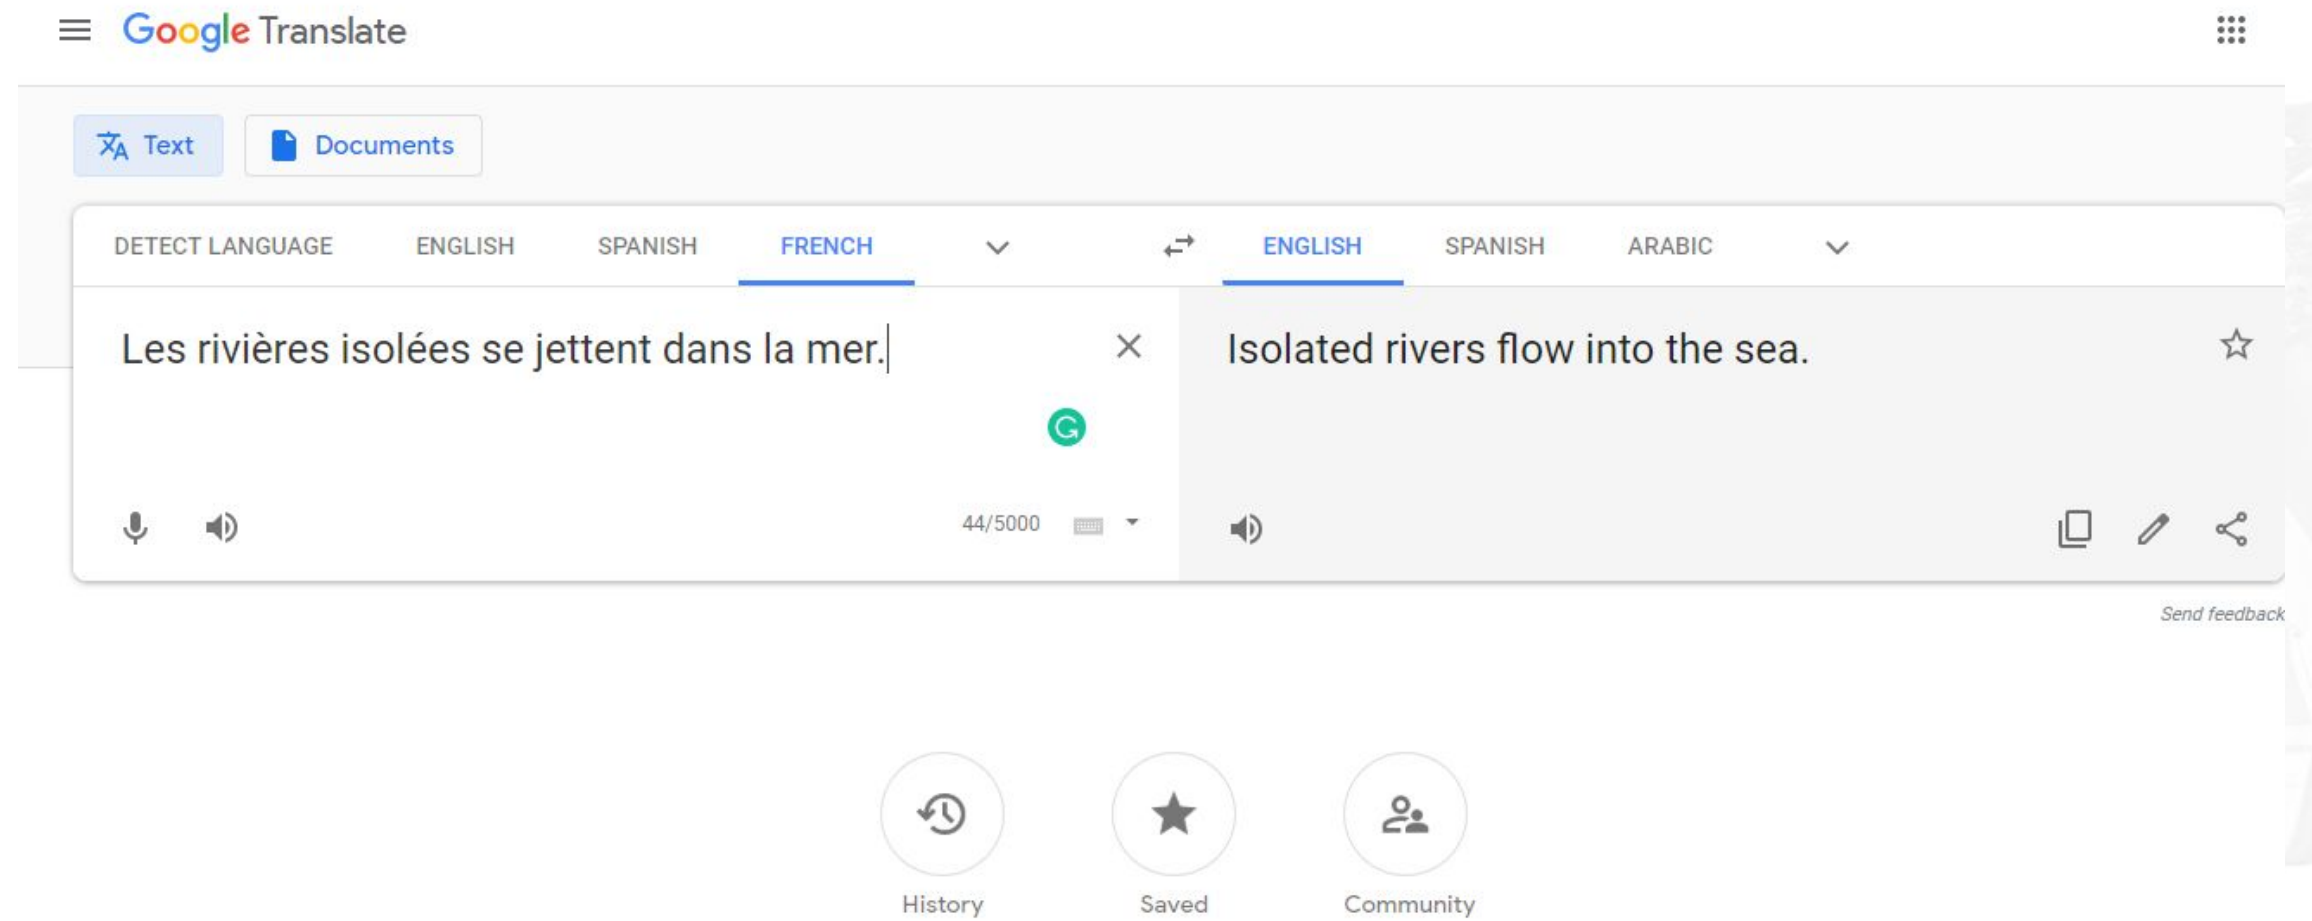 Google Translate
Text
Documents
DETECT LANGUAGE ENGLISH SPANISH FRENCH ENGLISH SPANISH ARABIC
Les rivières isolées se jettent dans la mer.
Isolated rivers flow into the sea.
44/5000
Send feedback
History Saved Community